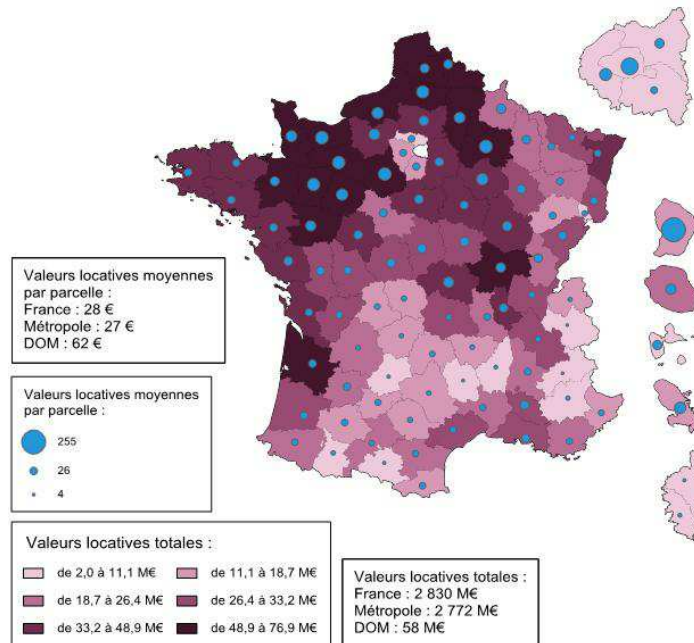 Valeurs locatives moyennes
par parcelle :
France : 28 €
Métropole : 27 €
DOM : 62 €
Valeurs locatives moyennes
par parcelle :
255
26
4
Valeurs locatives totales :
de 2,0 à 11,1 M€
de 11,1 à 18,7 M€
de 18,7 à 26,4 M€
de 26,4 à 33,2 M€
de 33,2 à 48,9 M€
de 48,9 à 76,9 M€
Valeurs locatives totales :
France : 2 830 M€
Métropole : 2 772 M€
DOM : 58 M€